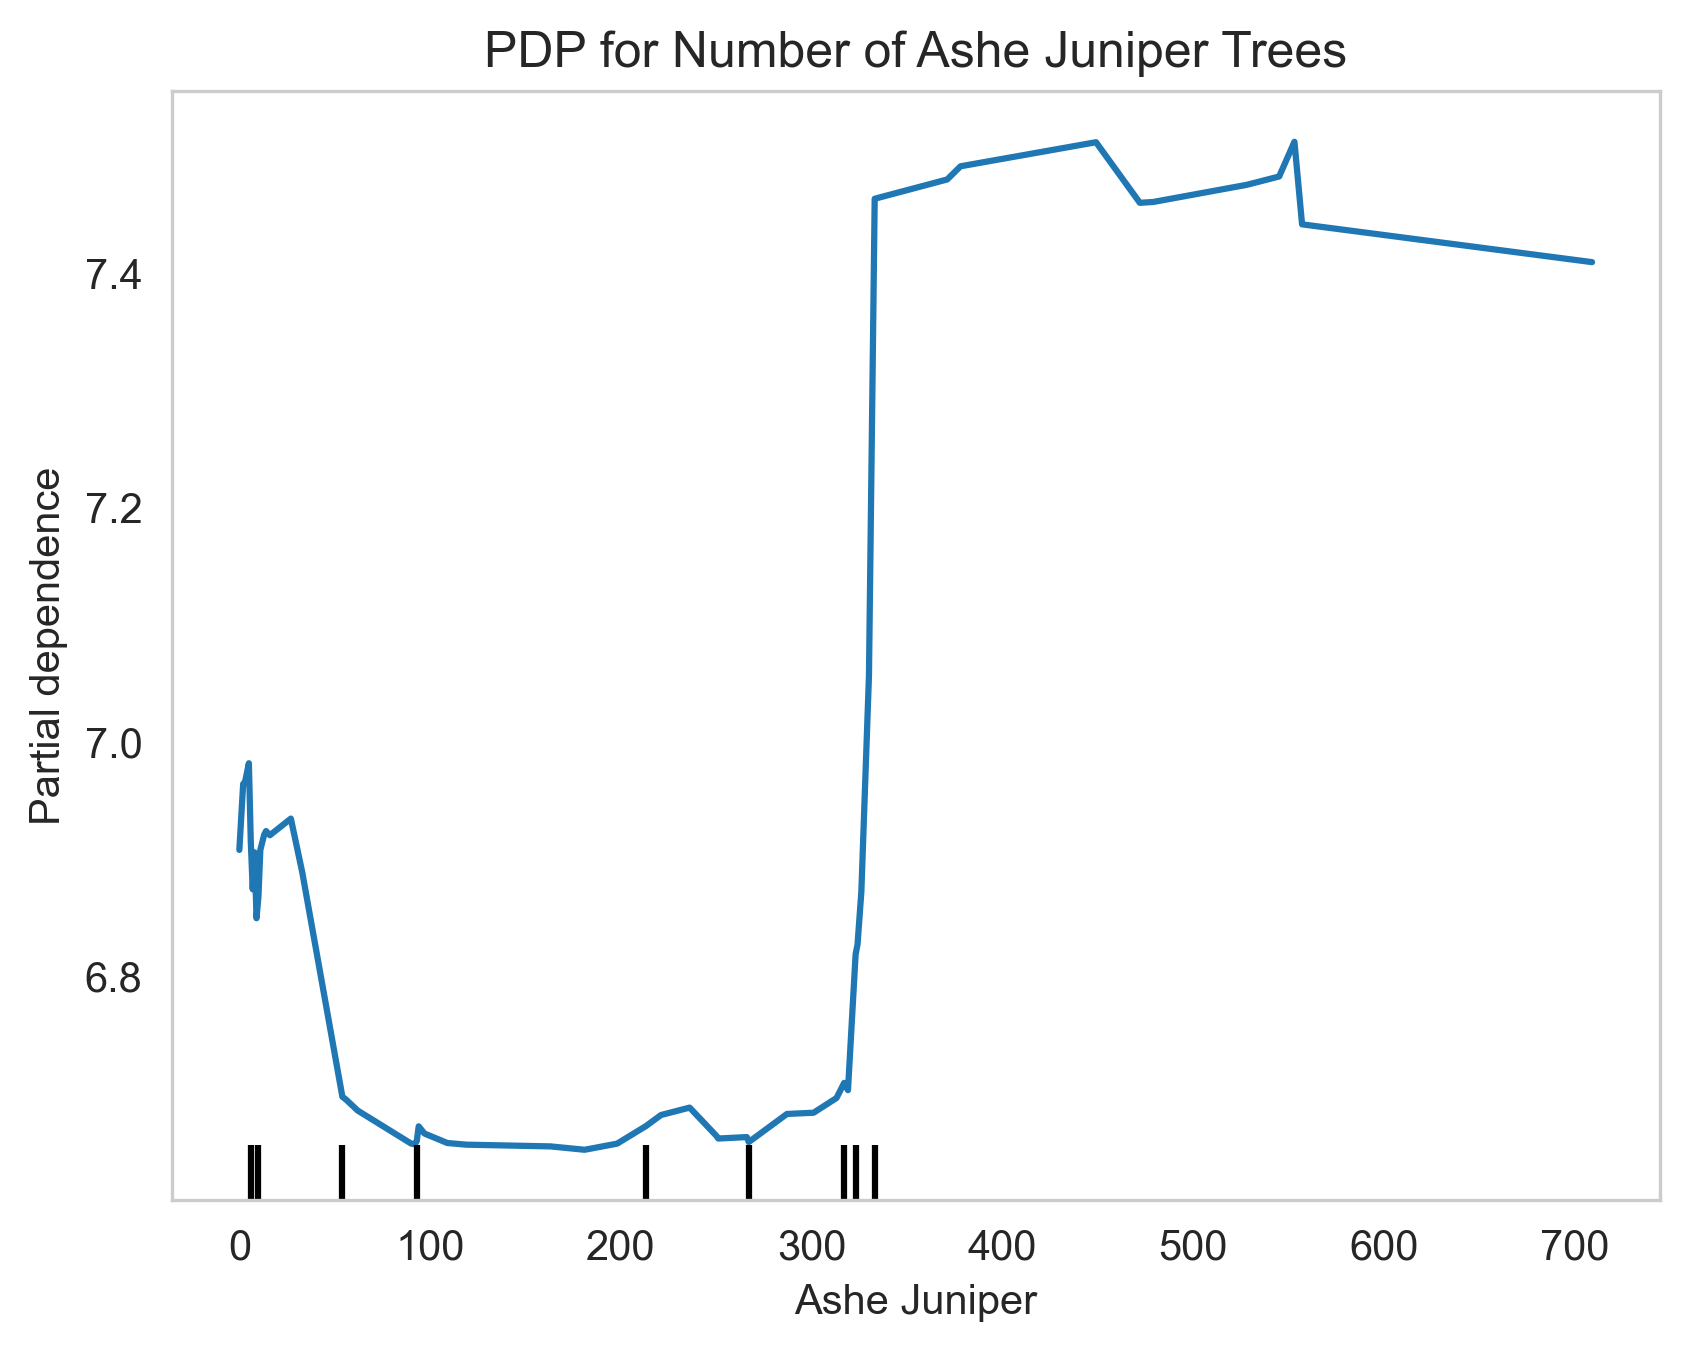 PDP for Number of Ashe Juniper Trees
Partial dependence
7.4
7.2
7.0
6.8
0 100 200 300 400 500 600 700
Ashe Juniper